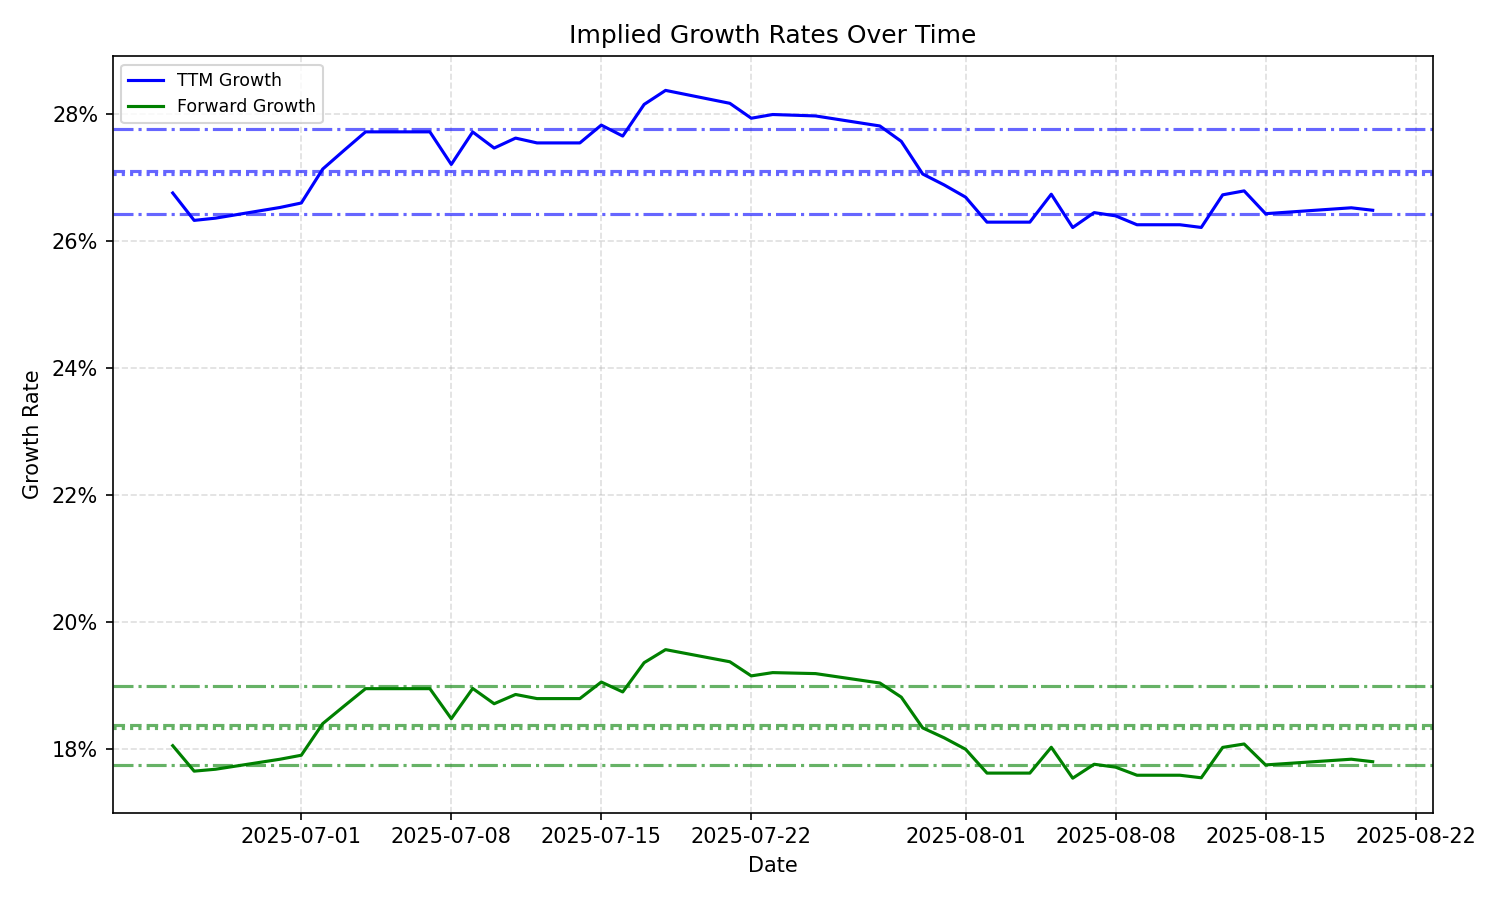 Implied Growth Rates Over Time
TTM Growth
Forward Growth
28%
26%
24%
22%
20%
18%
Growth Rate
2025-07-01 2025-07-08 2025-07-15 2025-07-22 2025-08-01 2025-08-08 2025-08-15 2025-08-22
Date